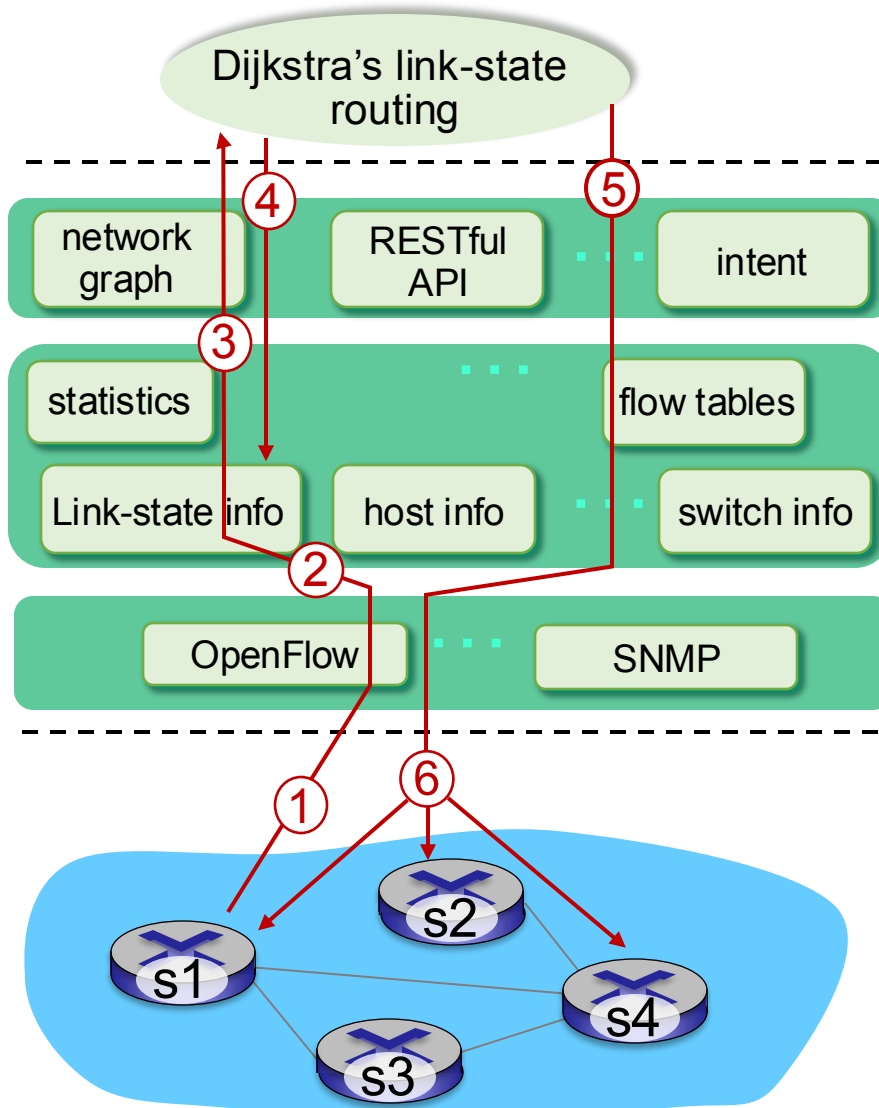 Dijkstra's link-state
routing
4
5
network
graph
RESTful
API
intent
3
statistics
flow tables
Link-state info
host info
switch info
2
OpenFlow
SNMP
1
6
s2
s1
s4
s3